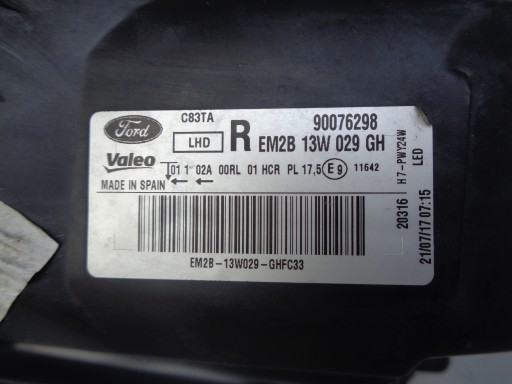 C83TA
90076298
Ford
LHD
R EM2B 13W 029 GH
Valeo
01 1 02A 00RL 01 HCR PL 17,5 E9 11642
MADE IN SPAIN
EM2B-13W029-GHFC33
20316 H7-PWY24W
LED
21/07/17 07:15